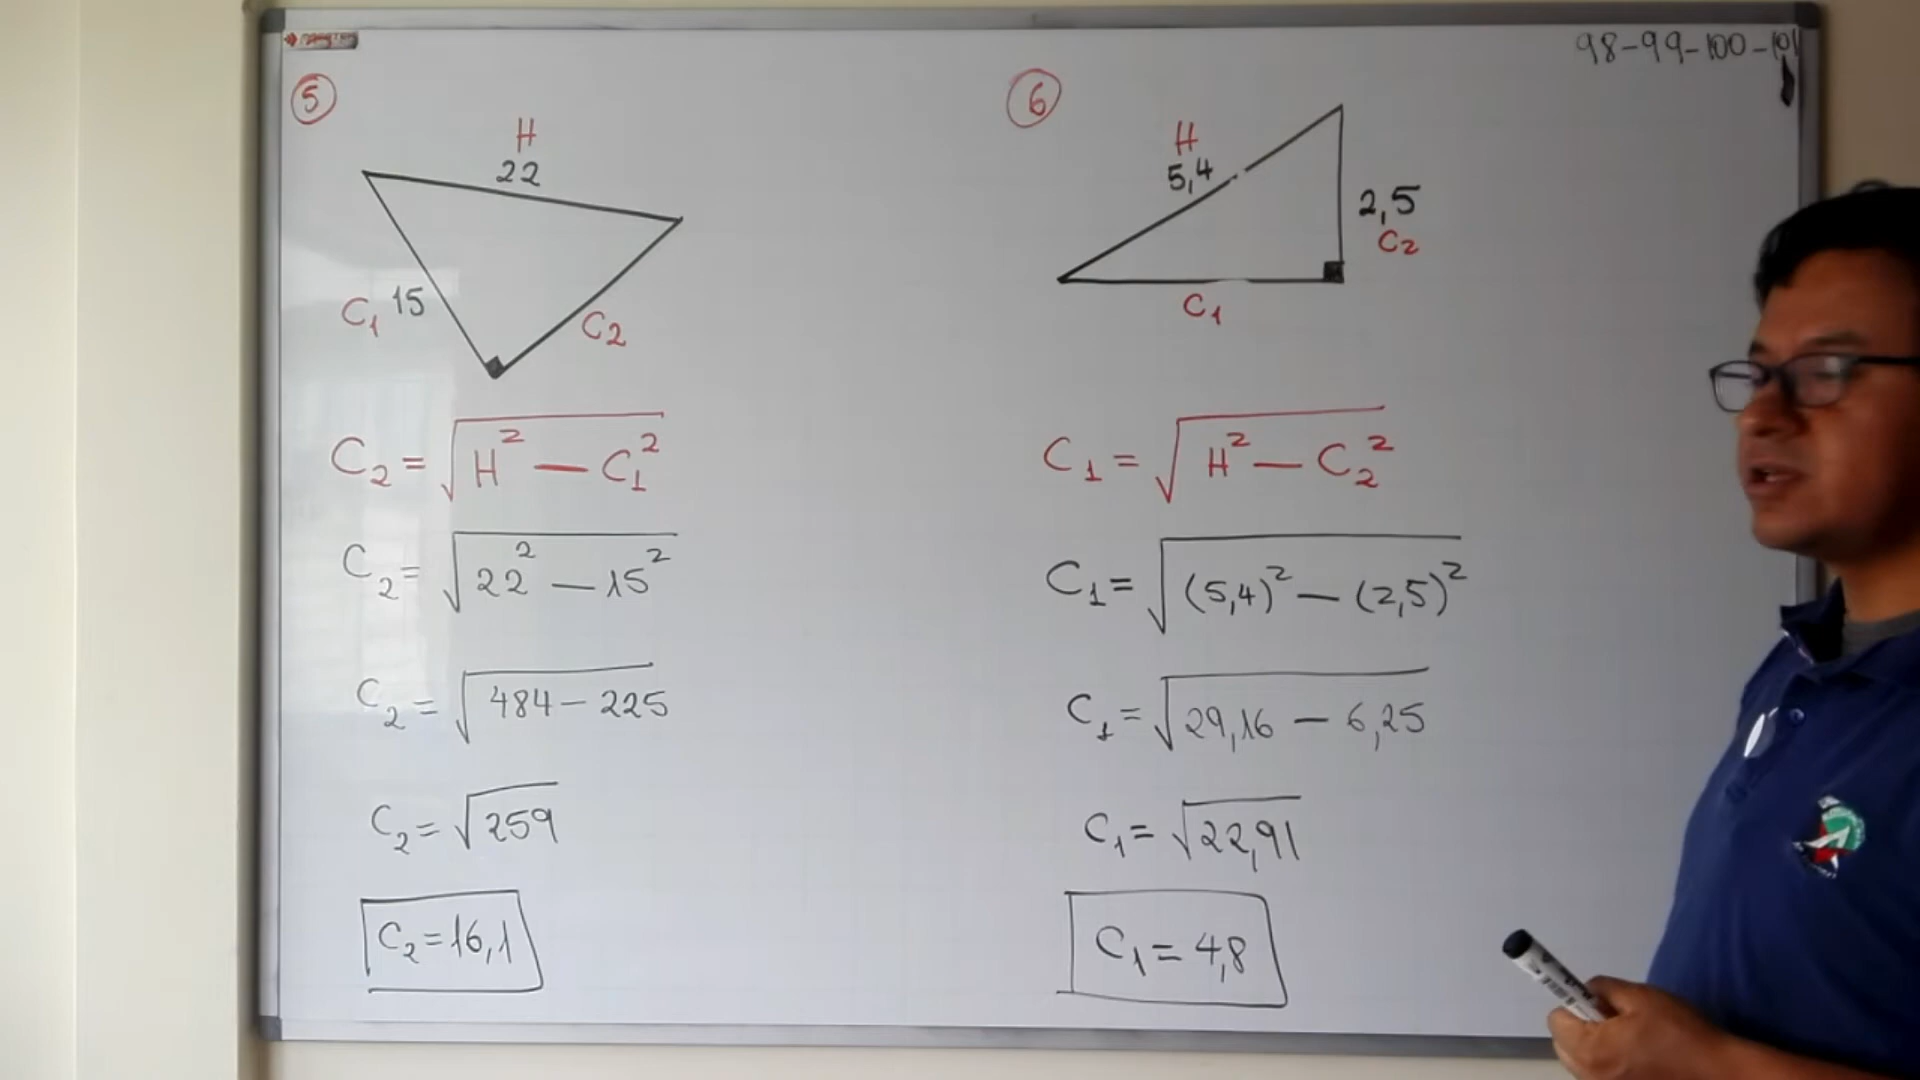 98-99-100-101
5
H
22
C1 15
C2
C2 = √(H² — C1²)
C2 = √(22² — 15²)
C2 = √(484 – 225)
C2 = √259
C2 = 16,1
6
H
5,4
2,5
C2
C1
C1 = √(H² — C2²)
C1 = √((5,4)² — (2,5)²)
C1 = √(29,16 — 6,25)
C1 = √22,91
C1 = 4,8